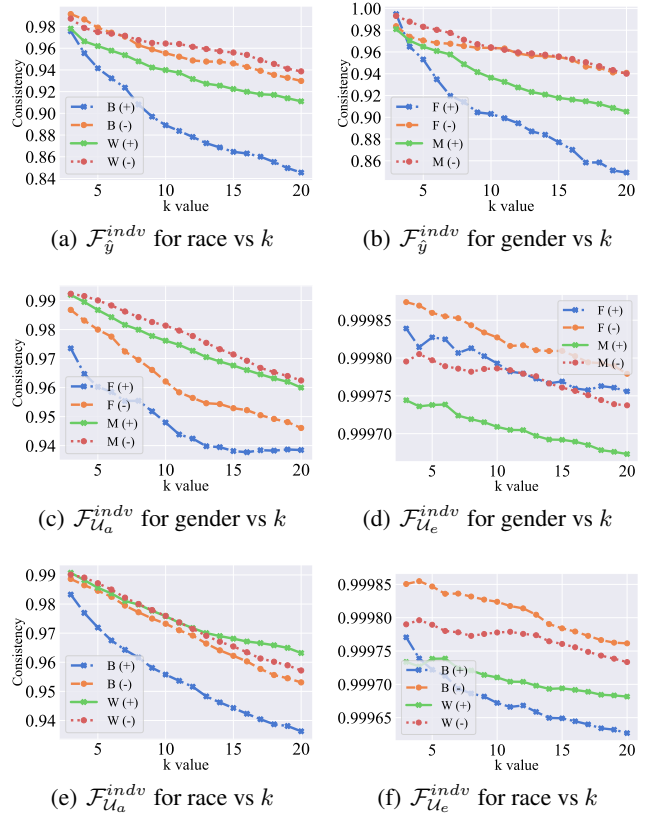 0.98
0.96
0.94
0.92
0.90
0.88
0.86
0.84
Consistency
B (+)
B (-)
W (+)
W (-)
5 10 15 20
k value
(a) $\mathcal{F}_{\hat{y}}^{indv}$ for race vs k
1.00
0.98
0.96
0.94
0.92
0.90
0.88
0.86
Consistency
F (+)
F (-)
M (+)
M (-)
5 10 15 20
k value
(b) $\mathcal{F}_{\hat{y}}^{indv}$ for gender vs k
0.99
0.98
0.97
0.96
0.95
0.94
Consistency
F (+)
F (-)
M (+)
M (-)
5 10 15 20
k value
(c) $\mathcal{F}_{\mathcal{U}_a}^{indv}$ for gender vs k
0.99985
0.99980
0.99975
0.99970
F (+)
F (-)
M (+)
M (-)
5 10 15 20
k value
(d) $\mathcal{F}_{\mathcal{U}_e}^{indv}$ for gender vs k
0.99
0.98
0.97
0.96
0.95
0.94
Consistency
B (+)
B (-)
W (+)
W (-)
5 10 15 20
k value
(e) $\mathcal{F}_{\mathcal{U}_a}^{indv}$ for race vs k
0.99985
0.99980
0.99975
0.99970
0.99965
B (+)
B (-)
W (+)
W (-)
5 10 15 20
k value
(f) $\mathcal{F}_{\mathcal{U}_e}^{indv}$ for race vs k